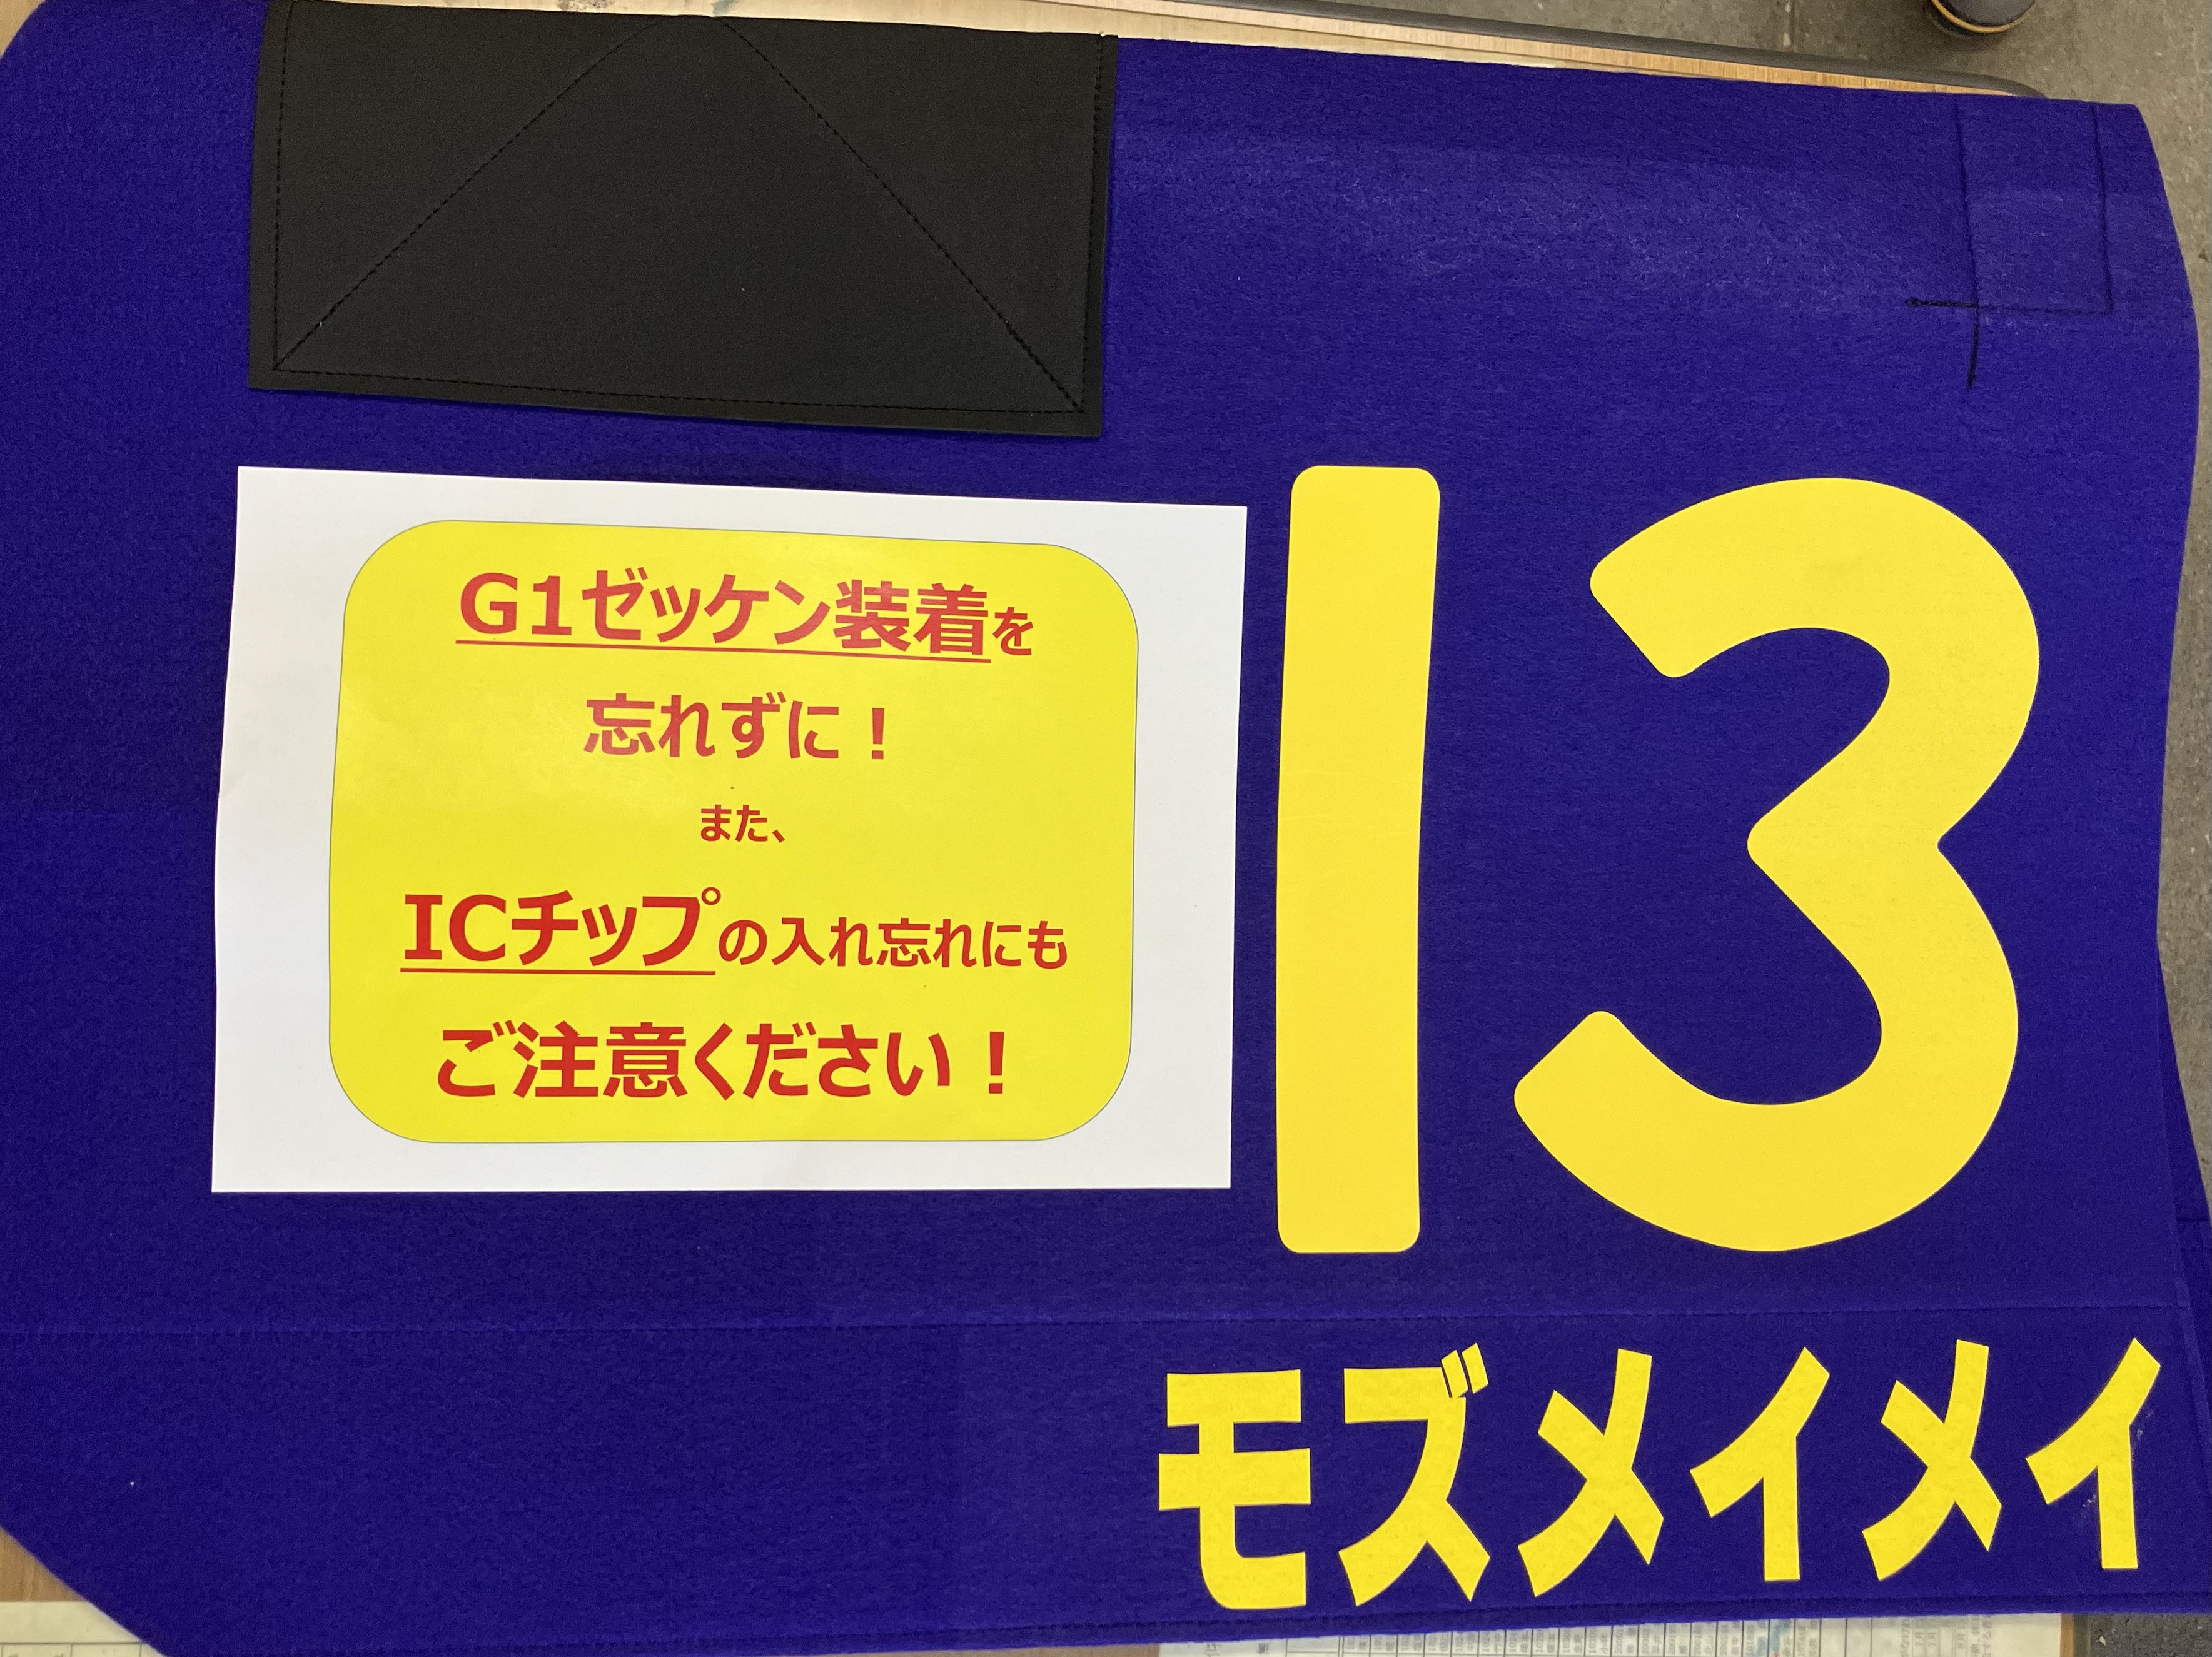 G1ゼッケン装着を
忘れずに！
また、
ICチップの入れ忘れにも
ご注意ください！
13
モズメイメイ